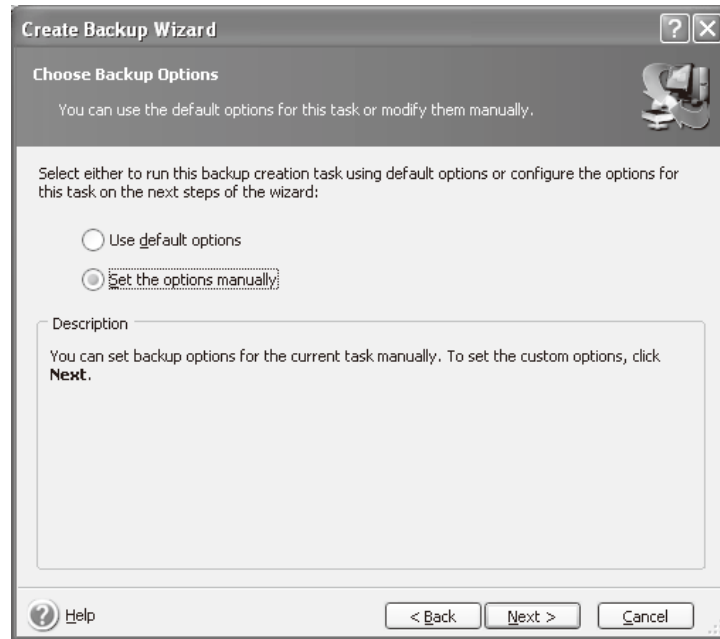 Create Backup Wizard
Choose Backup Options
You can use the default options for this task or modify them manually.
Select either to run this backup creation task using default options or configure the options for
this task on the next steps of the wizard:
Use default options
Set the options manually
Description
You can set backup options for the current task manually. To set the custom options, click
Next.
Help
< Back
Next >
Cancel